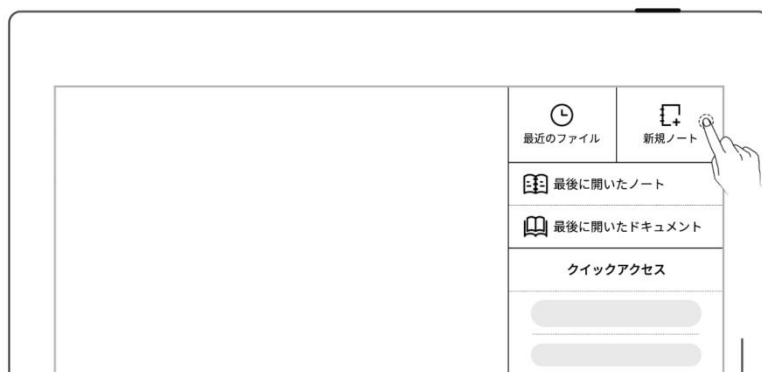 最近のファイル
新規ノート
最後に開いたノート
最後に開いたドキュメント
クイックアクセス